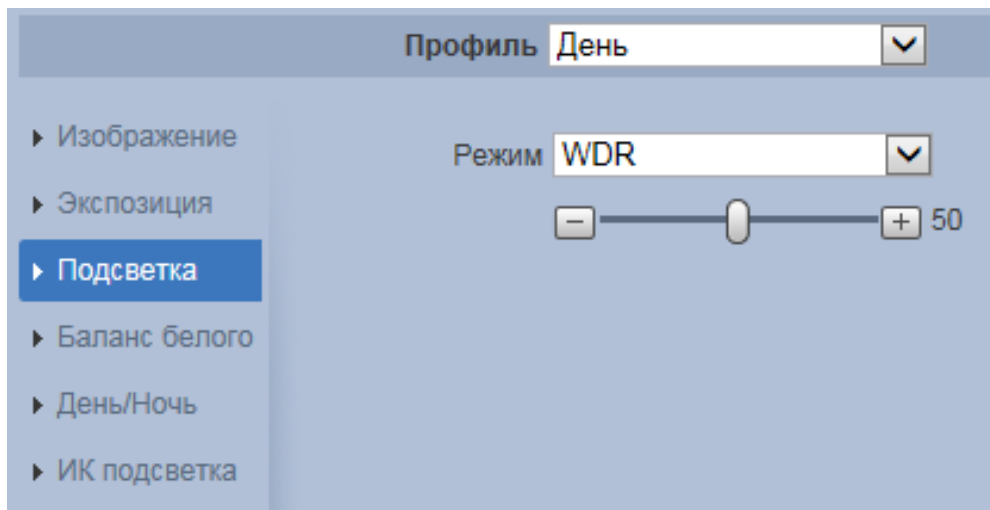 Профиль День
Изображение
Режим WDR
Экспозиция
50
Подсветка
Баланс белого
День/Ночь
ИК подсветка